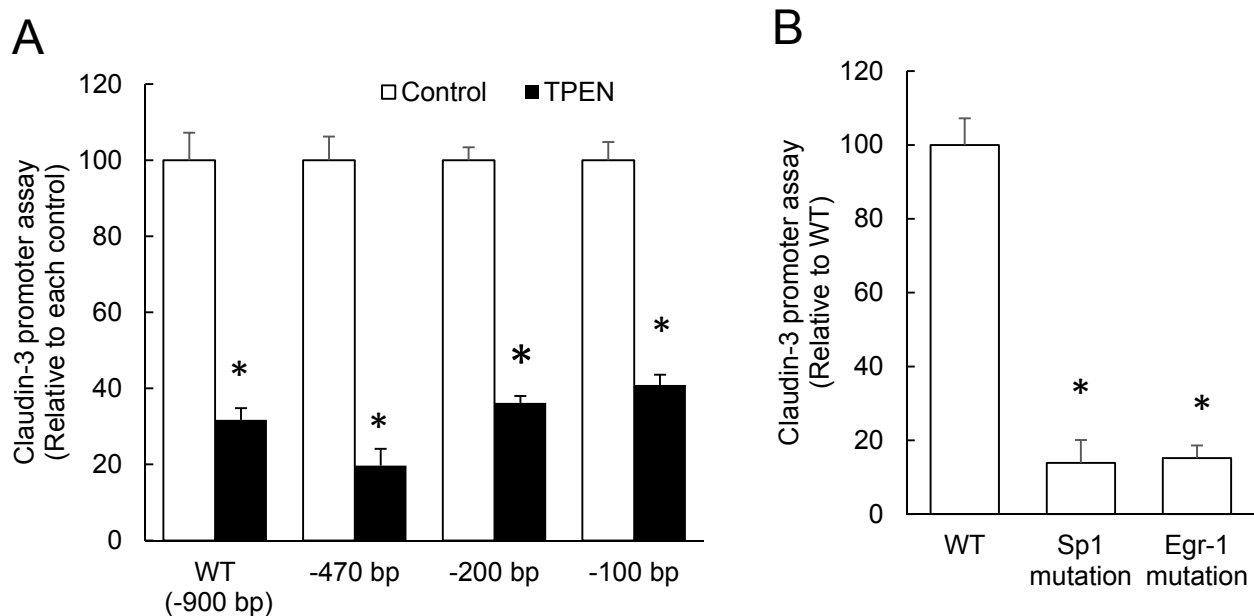 A
Claudin-3 promoter assay
(Relative to each control)
120
100
80
60
40
20
0
Control
TPEN
*
*
*
*
WT
(-900 bp)
-470 bp
-200 bp
-100 bp
B
Claudin-3 promoter assay
(Relative to WT)
120
100
80
60
40
20
0
*
*
WT
Sp1
mutation
Egr-1
mutation